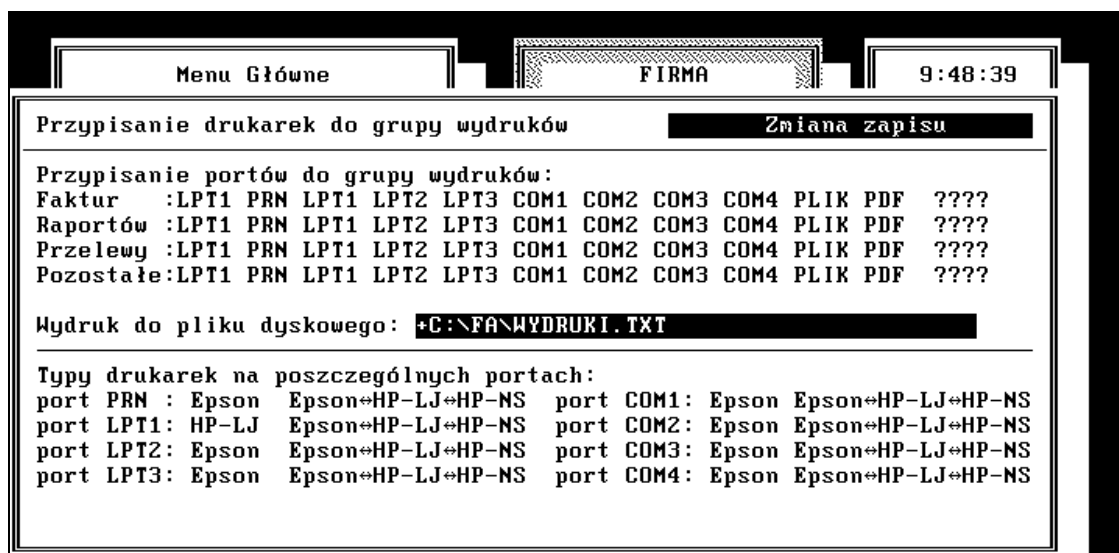 Menu Główne FIRMA 9:48:39
Przypisanie drukarek do grupy wydruków Zmiana zapisu
Przypisanie portów do grupy wydruków:
Faktur :LPT1 PRN LPT1 LPT2 LPT3 COM1 COM2 COM3 COM4 PLIK PDF ????
Raportów :LPT1 PRN LPT1 LPT2 LPT3 COM1 COM2 COM3 COM4 PLIK PDF ????
Przelewy :LPT1 PRN LPT1 LPT2 LPT3 COM1 COM2 COM3 COM4 PLIK PDF ????
Pozostałe:LPT1 PRN LPT1 LPT2 LPT3 COM1 COM2 COM3 COM4 PLIK PDF ????
Wydruk do pliku dyskowego: +C:\FA\WYDRUKI.TXT
Typy drukarek na poszczególnych portach:
port PRN : Epson Epson↔HP-LJ↔HP-NS port COM1: Epson Epson↔HP-LJ↔HP-NS
port LPT1: HP-LJ Epson↔HP-LJ↔HP-NS port COM2: Epson Epson↔HP-LJ↔HP-NS
port LPT2: Epson Epson↔HP-LJ↔HP-NS port COM3: Epson Epson↔HP-LJ↔HP-NS
port LPT3: Epson Epson↔HP-LJ↔HP-NS port COM4: Epson Epson↔HP-LJ↔HP-NS